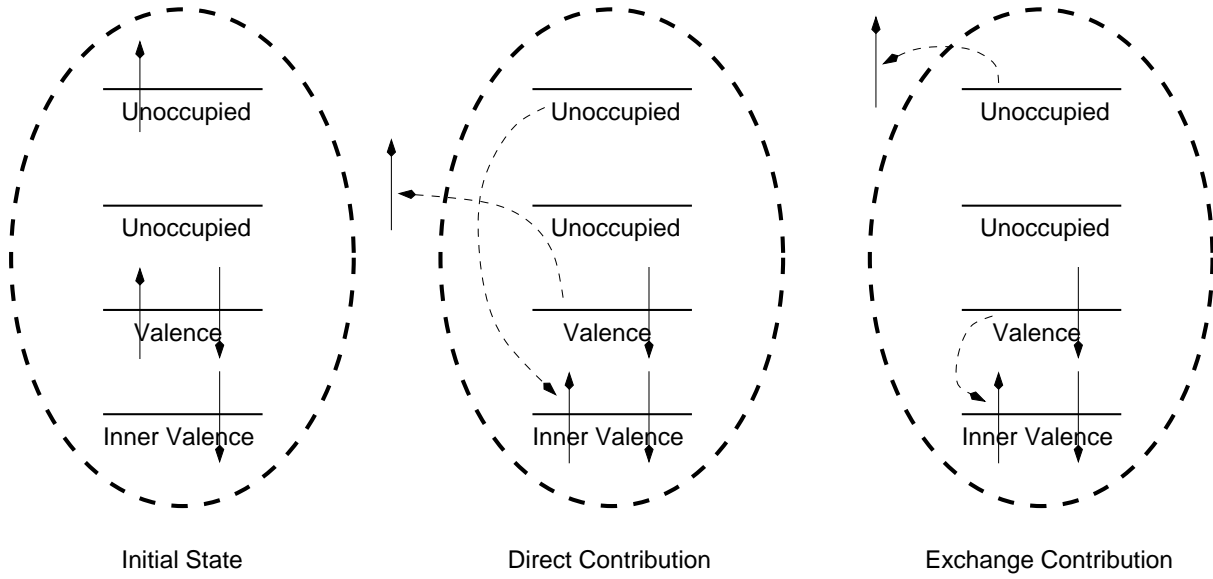 Unoccupied
Unoccupied
Valence
Inner Valence
Initial State
Unoccupied
Unoccupied
Valence
Inner Valence
Direct Contribution
Unoccupied
Unoccupied
Valence
Inner Valence
Exchange Contribution